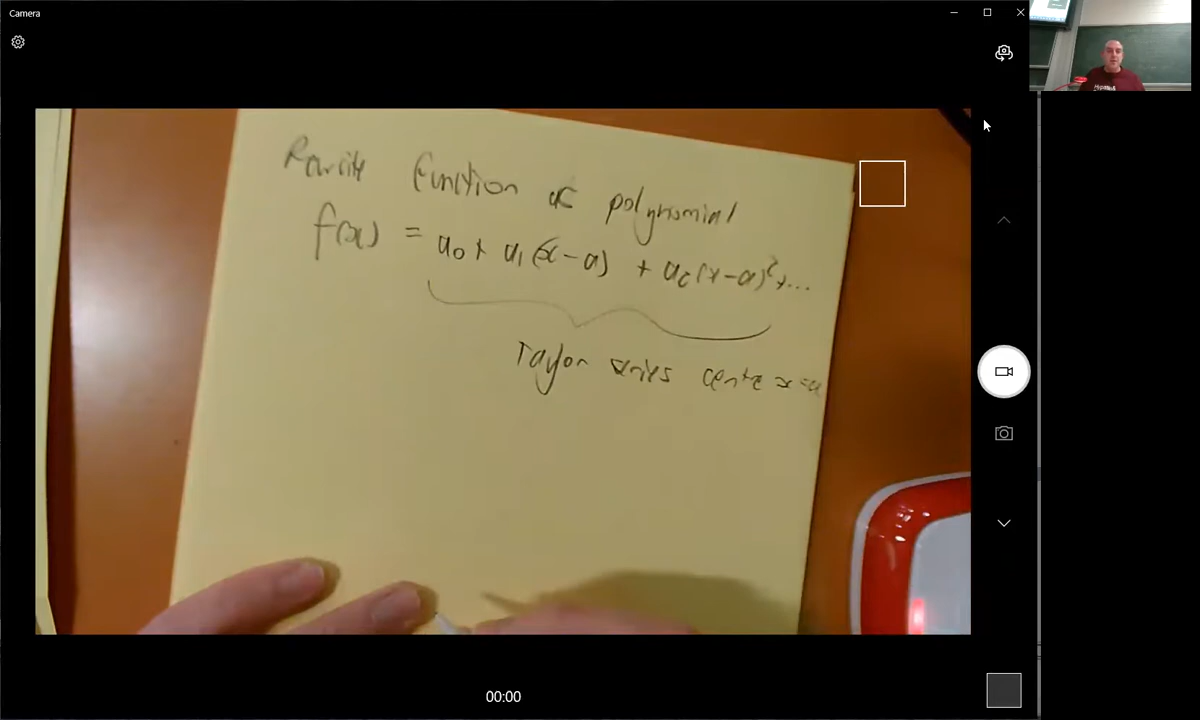 Camera
Rewrite function as polynomial
f(x) = a0 + a1(x-a) + a2(x-a)²+...
Taylor series centre x=a
00:00